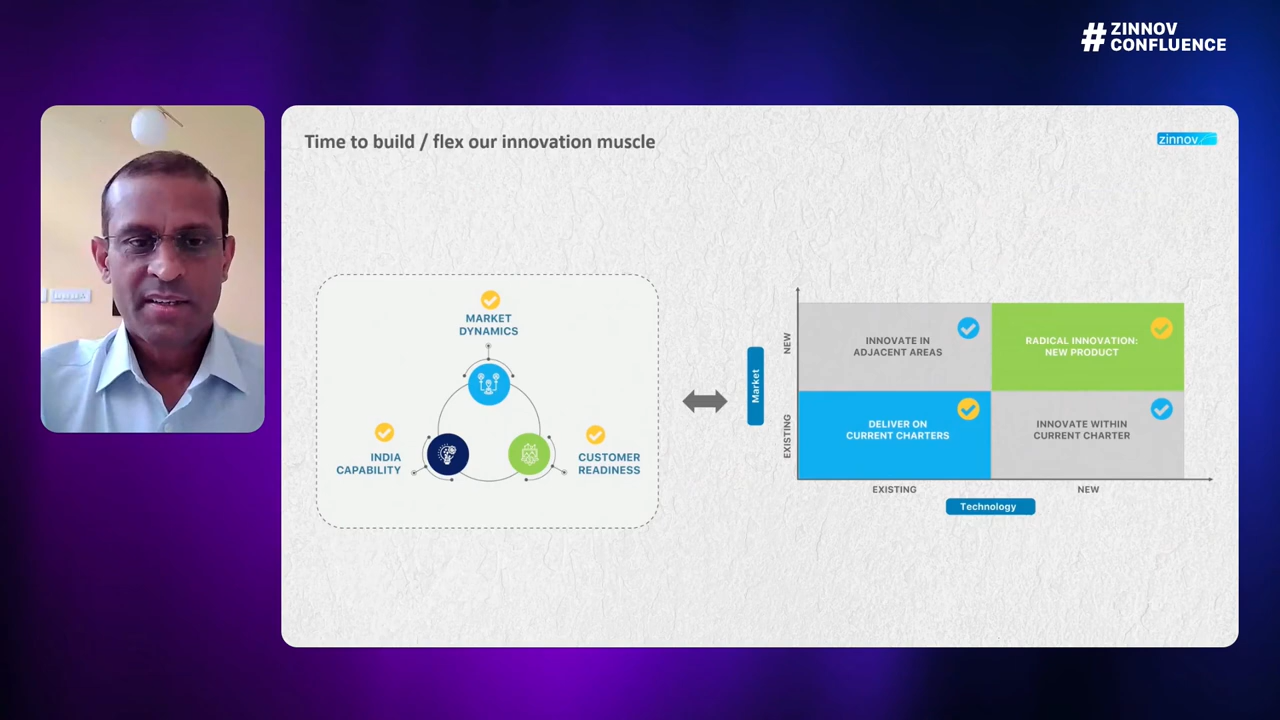 # ZINNOV
CONFLUENCE
Time to build / flex our innovation muscle
zinnov
MARKET
DYNAMICS
INDIA
CAPABILITY
CUSTOMER
READINESS
Market
NEW
EXISTING
INNOVATE IN
ADJACENT AREAS
RADICAL INNOVATION:
NEW PRODUCT
DELIVER ON
CURRENT CHARTERS
INNOVATE WITHIN
CURRENT CHARTER
EXISTING
NEW
Technology